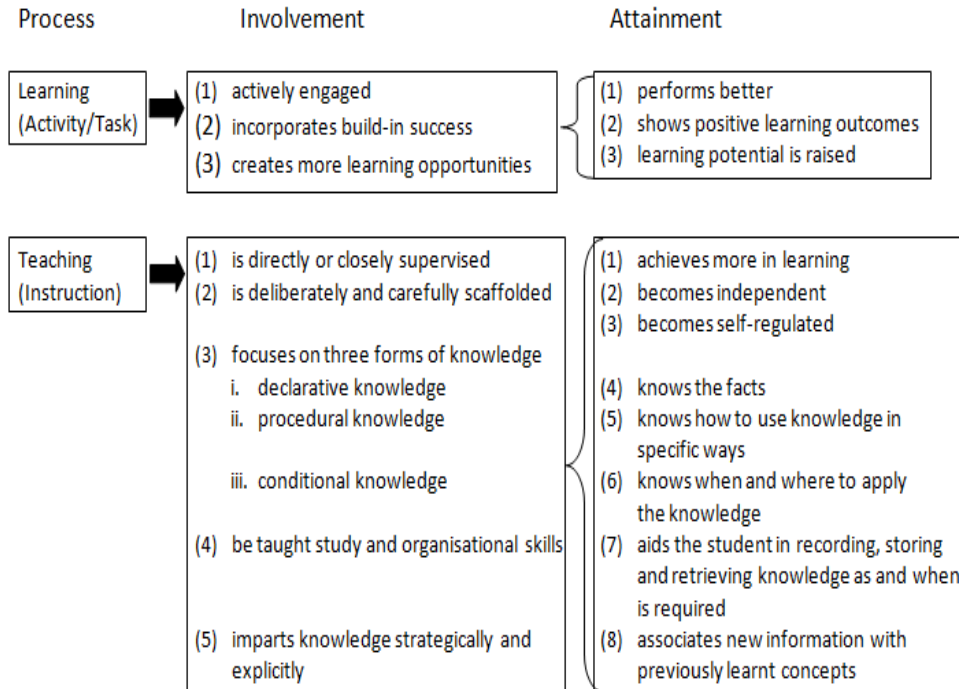 Process
Involvement
Attainment
Learning
(Activity/Task)
(1) actively engaged
(2) incorporates build-in success
(3) creates more learning opportunities
(1) performs better
(2) shows positive learning outcomes
(3) learning potential is raised
Teaching
(Instruction)
(1) is directly or closely supervised
(2) is deliberately and carefully scaffolded
(3) focuses on three forms of knowledge
i. declarative knowledge
ii. procedural knowledge
iii. conditional knowledge
(4) be taught study and organisational skills
(5) imparts knowledge strategically and
explicitly
(1) achieves more in learning
(2) becomes independent
(3) becomes self-regulated
(4) knows the facts
(5) knows how to use knowledge in
specific ways
(6) knows when and where to apply
the knowledge
(7) aids the student in recording, storing
and retrieving knowledge as and when
is required
(8) associates new information with
previously learnt concepts